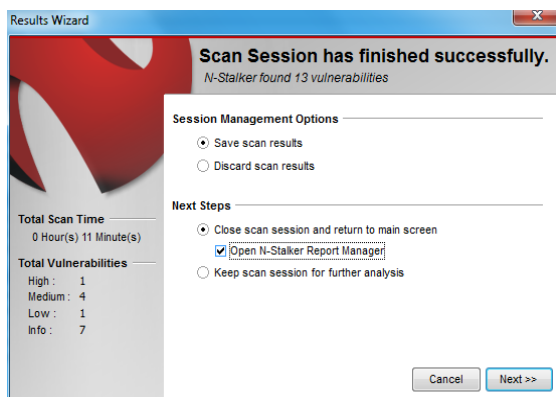 Results Wizard
Scan Session has finished successfully.
N-Stalker found 13 vulnerabilities
Session Management Options
Save scan results
Discard scan results
Next Steps
Close scan session and return to main screen
Open N-Stalker Report Manager
Keep scan session for further analysis
Total Scan Time
0 Hour(s) 11 Minute(s)
Total Vulnerabilities
High : 1
Medium : 4
Low : 1
Info : 7
Cancel
Next >>